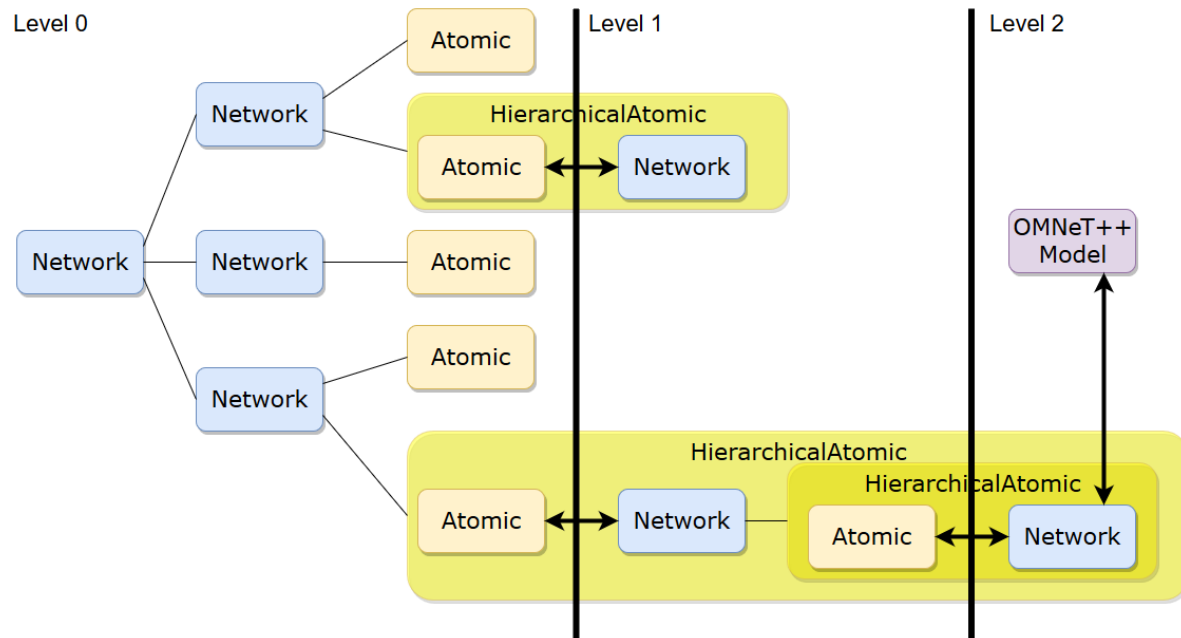 Level 0
Level 1
Level 2
Atomic
Network
HierarchicalAtomic
Atomic
Network
Network
Network
Atomic
OMNeT++
Model
Atomic
Network
HierarchicalAtomic
HierarchicalAtomic
Atomic
Network
Atomic
Network